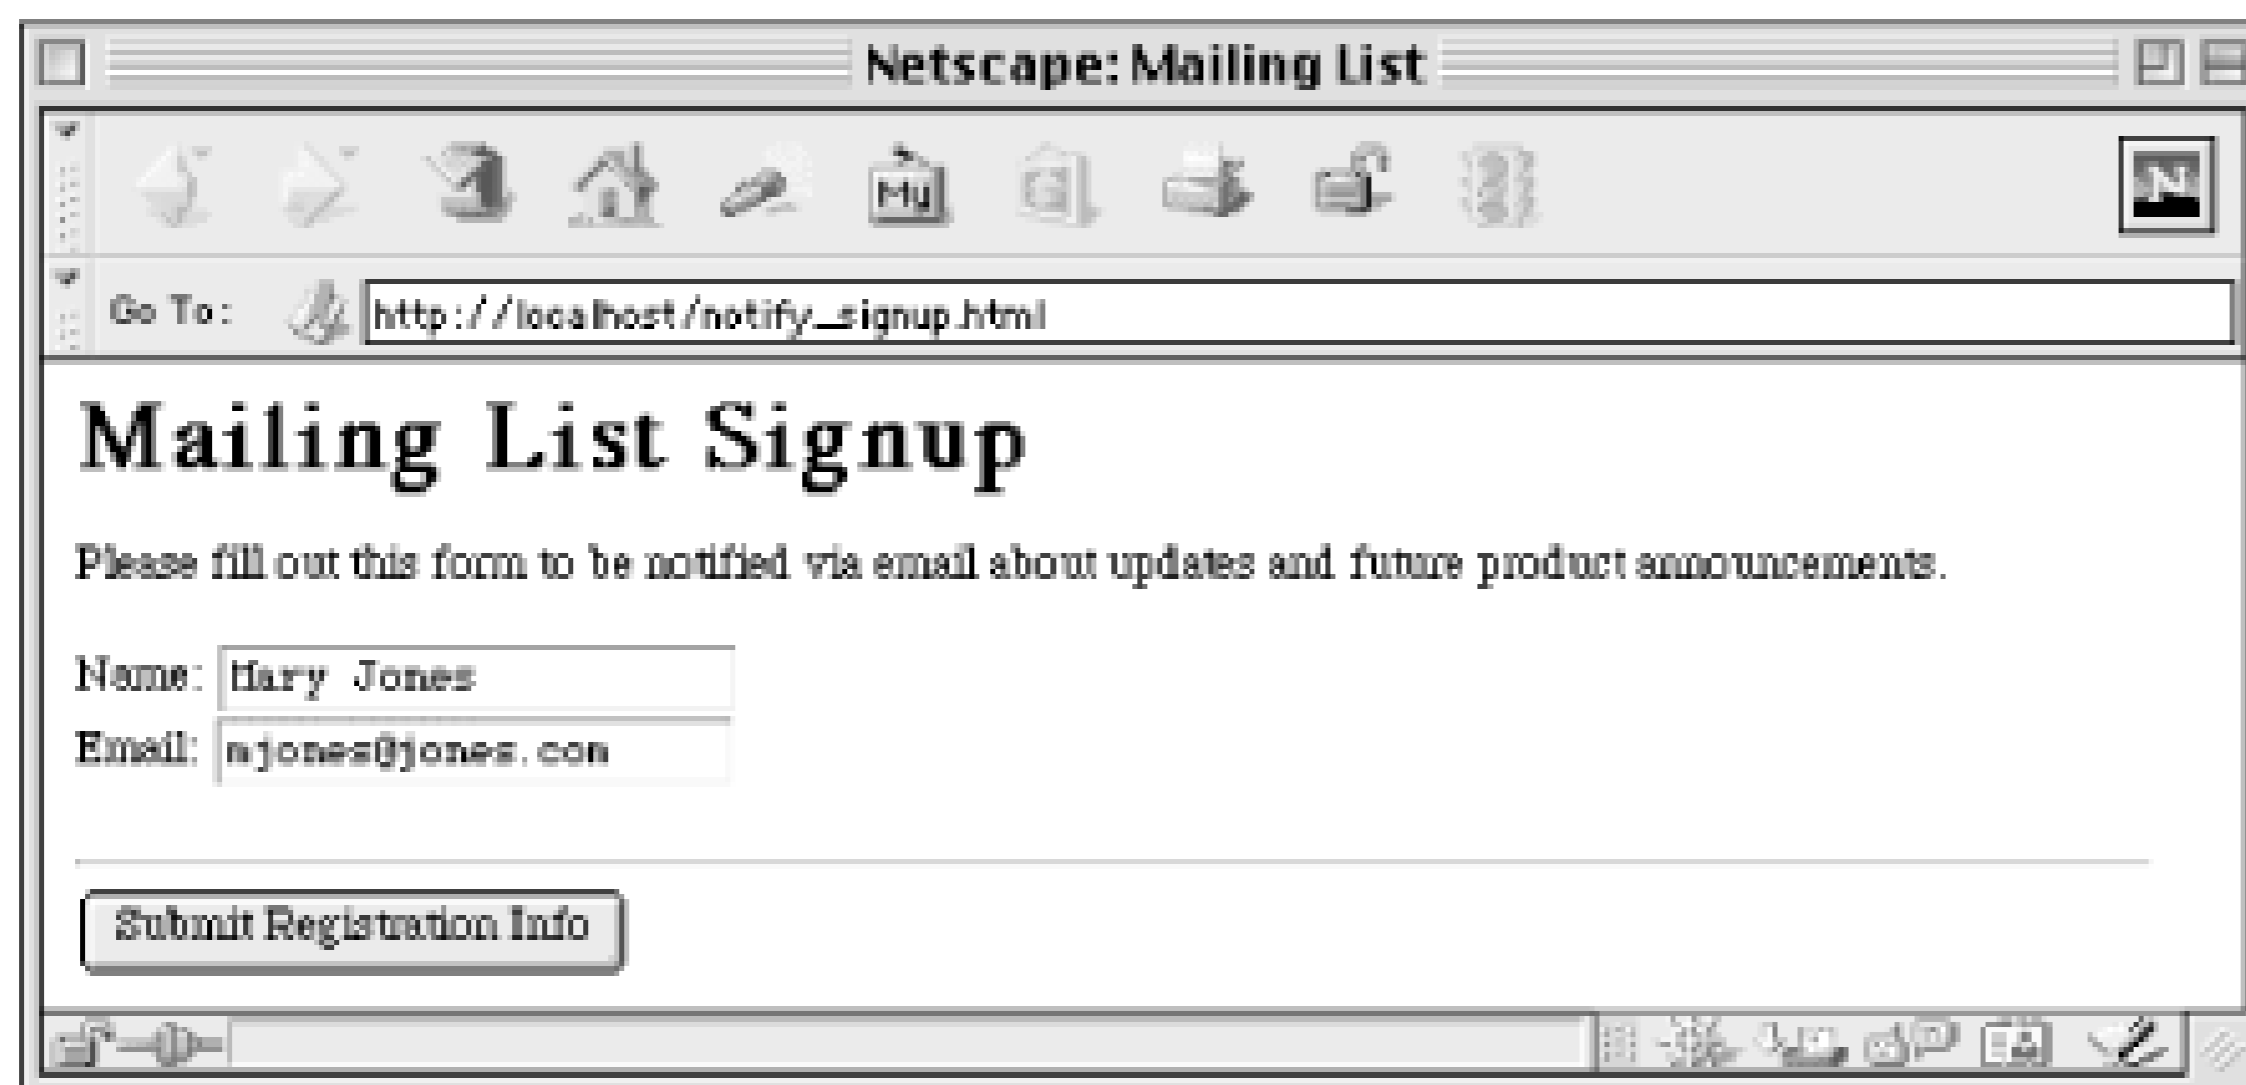 Netscape: Mailing List
My
N
Go To: http://localhost/notify_signup.html
Mailing List Signup
Please fill out this form to be notified via email about updates and future product announcements.
Name: Mary Jones
Email: mjones@jones.com
Submit Registration Info